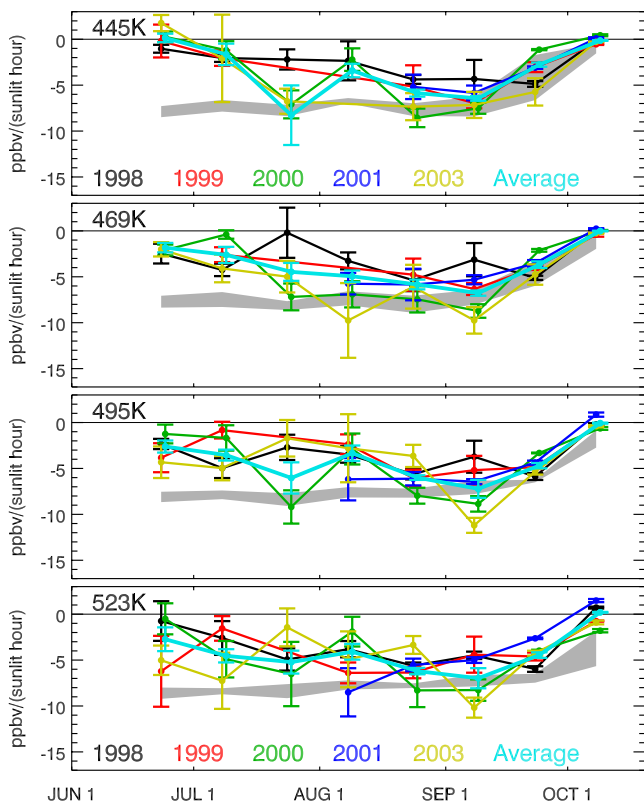 445K
ppbv/(sunlit hour)
0
-5
-10
-15
1998 1999 2000 2001 2003 Average
469K
ppbv/(sunlit hour)
0
-5
-10
-15
495K
ppbv/(sunlit hour)
0
-5
-10
-15
523K
ppbv/(sunlit hour)
0
-5
-10
-15
1998 1999 2000 2001 2003 Average
JUN 1 JUL 1 AUG 1 SEP 1 OCT 1